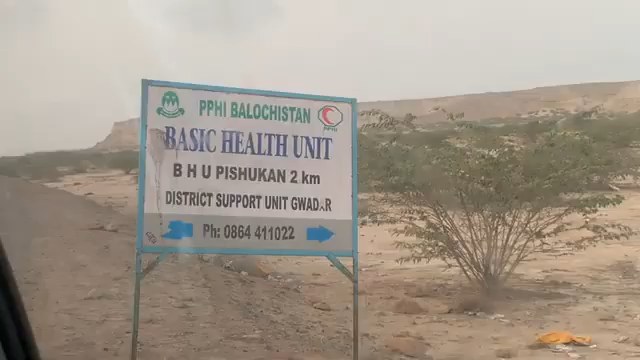 PPHI BALOCHISTAN
BASIC HEALTH UNIT
B H U PISHUKAN 2 km
DISTRICT SUPPORT UNIT GWADAR
Ph: 0864 411022